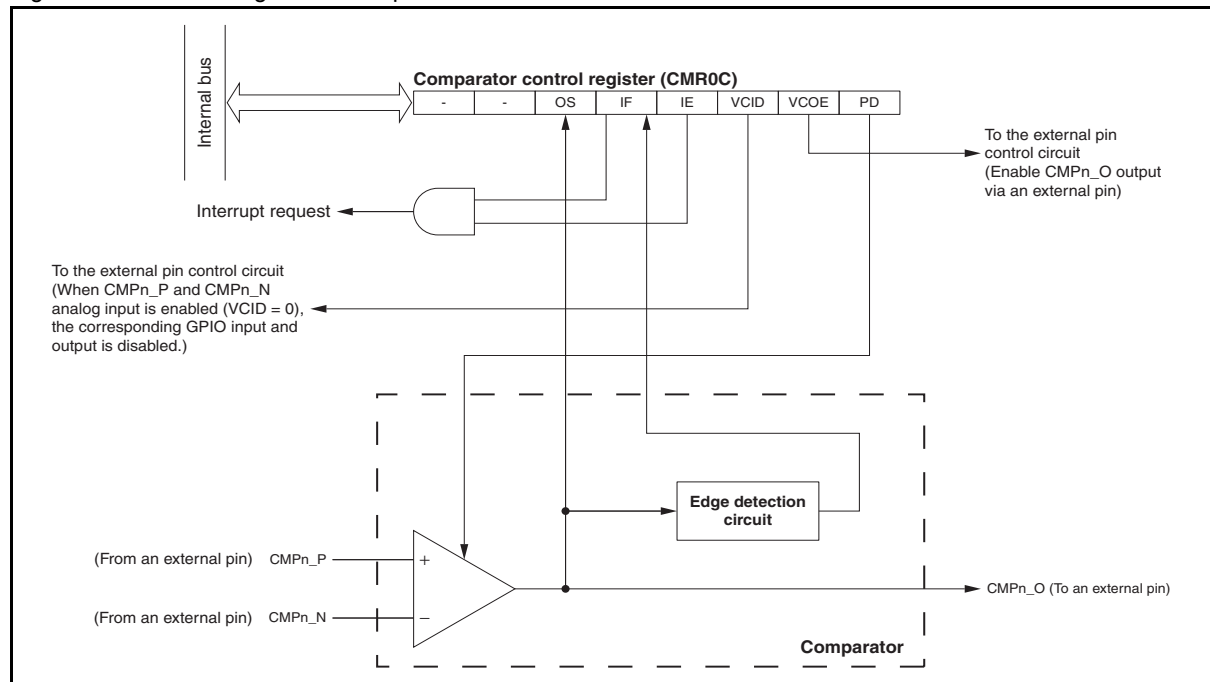 Internal bus
Comparator control register (CMR0C)
- - OS IF IE VCID VCOE PD
To the external pin
control circuit
(Enable CMPn_O output
via an external pin)
Interrupt request
To the external pin control circuit
(When CMPn_P and CMPn_N
analog input is enabled (VCID = 0),
the corresponding GPIO input and
output is disabled.)
Edge detection
circuit
(From an external pin) CMPn_P +
(From an external pin) CMPn_N −
CMPn_O (To an external pin)
Comparator